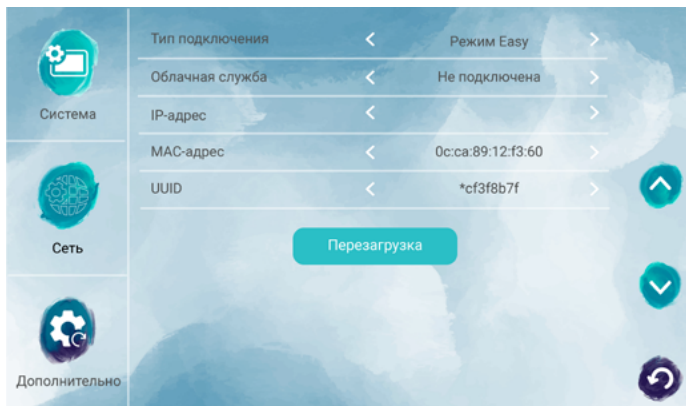 Тип подключения Режим Easy
Облачная служба Не подключена
Система
IP-адрес
MAC-адрес 0c:ca:89:12:f3:60
UUID *cf3f8b7f
Сеть
Перезагрузка
Дополнительно